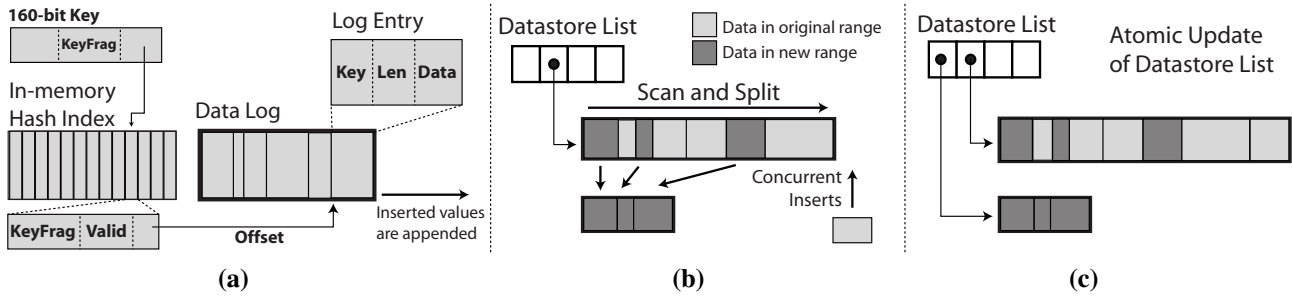 160-bit Key
KeyFrag
In-memory
Hash Index
KeyFrag Valid
Offset
Data Log
Log Entry
Key Len Data
Inserted values
are appended
(a)
Datastore List
Data in original range
Data in new range
Scan and Split
Concurrent
Inserts
(b)
Datastore List
Atomic Update
of Datastore List
(c)